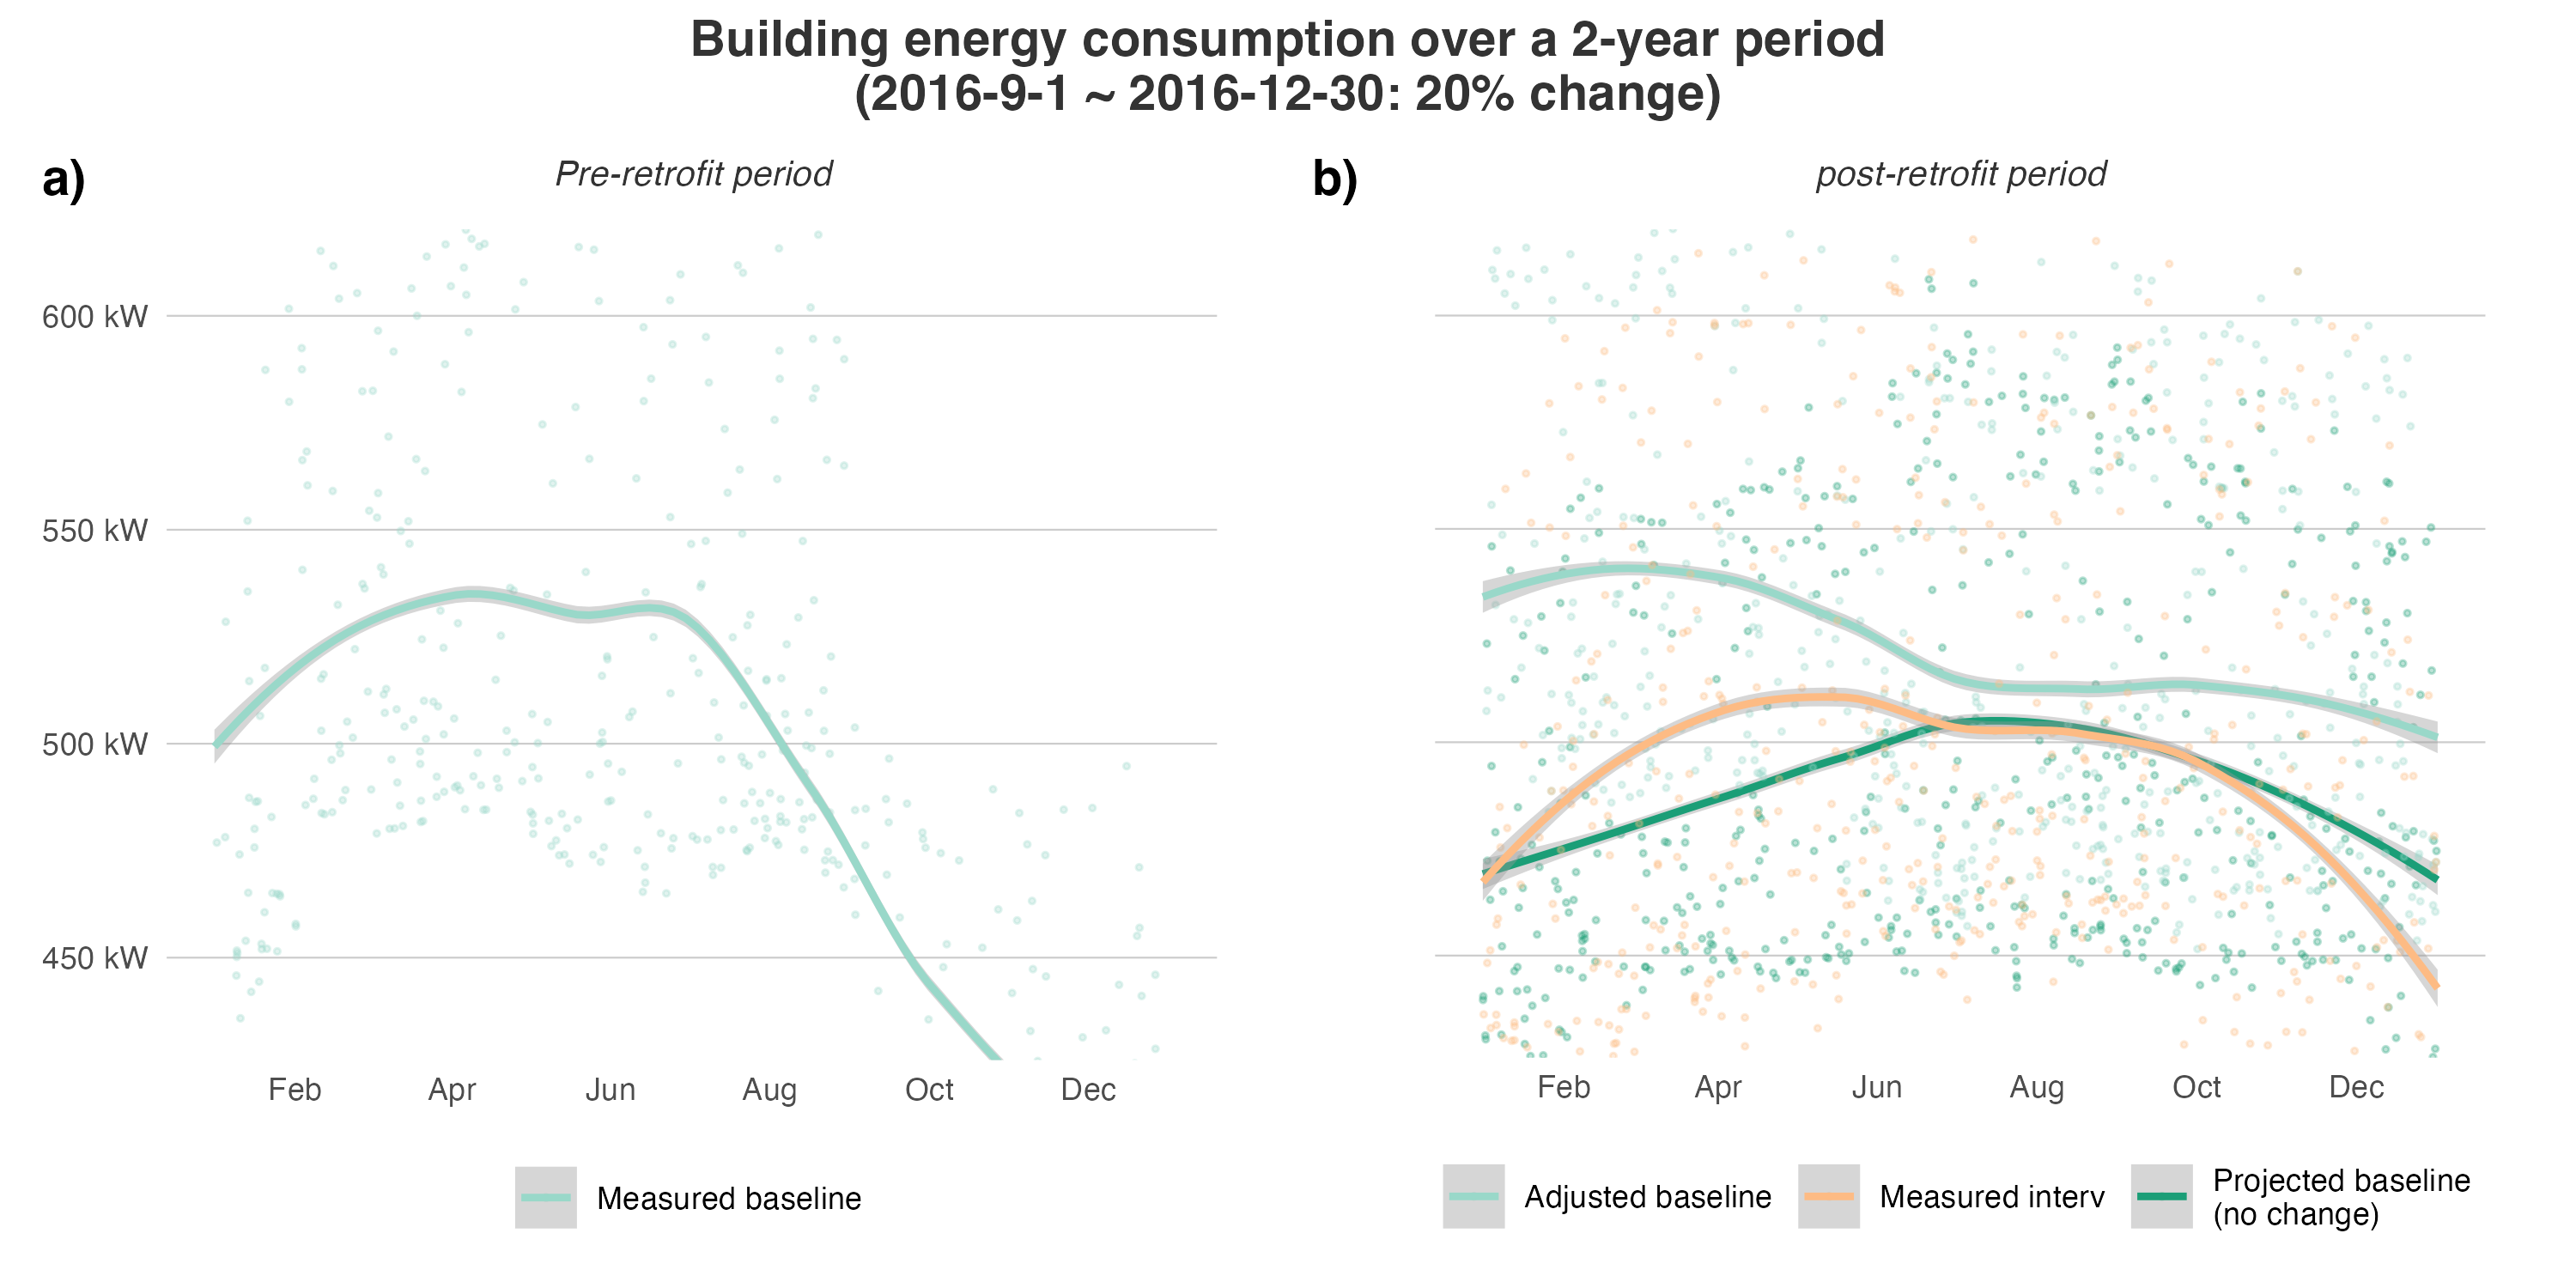 Building energy consumption over a 2-year period
(2016-9-1 ~ 2016-12-30: 20% change)
a)
Pre-retrofit period
600 kW
550 kW
500 kW
450 kW
Feb Apr Jun Aug Oct Dec
Measured baseline
b)
post-retrofit period
Feb Apr Jun Aug Oct Dec
Adjusted baseline
Measured interv
Projected baseline
(no change)